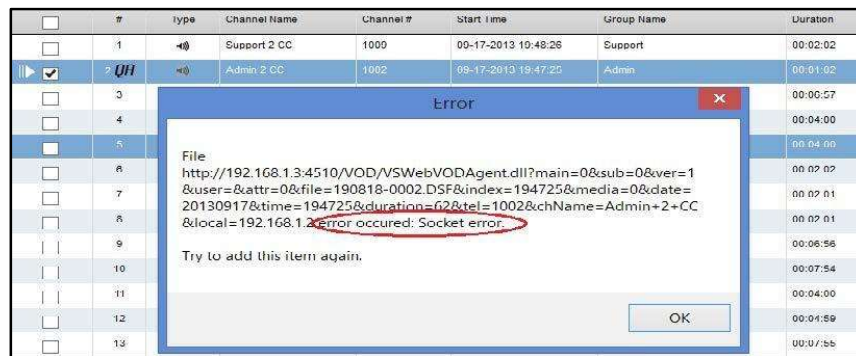 # Type Channel Name Channel # Start Time Group Name Duration
1 Support 2 CC 1009 09-17-2013 19:48:26 Support 00:02:02
2 Admin 2 CC 1002 09-17-2013 19:47:25 Admin 00:01:02
3 00:06:57
4 00:04:00
5 00:04:00
6 00:02:02
7 00:02:01
8 00:02:01
9 00:06:56
10 00:07:54
11 00:04:00
12 00:04:59
13 00:07:55
Error
File
http://192.168.1.3:4510/VOD/VSWebVODAgent.dll?main=0&sub=0&ver=1
&user=&attr=0&file=190818-0002.DSF&index=194725&media=0&date=
20130917&time=194725&duration=62&tel=1002&chName=Admin+2+CC
&local=192.168.1.2 error occured: Socket error.
Try to add this item again.
OK